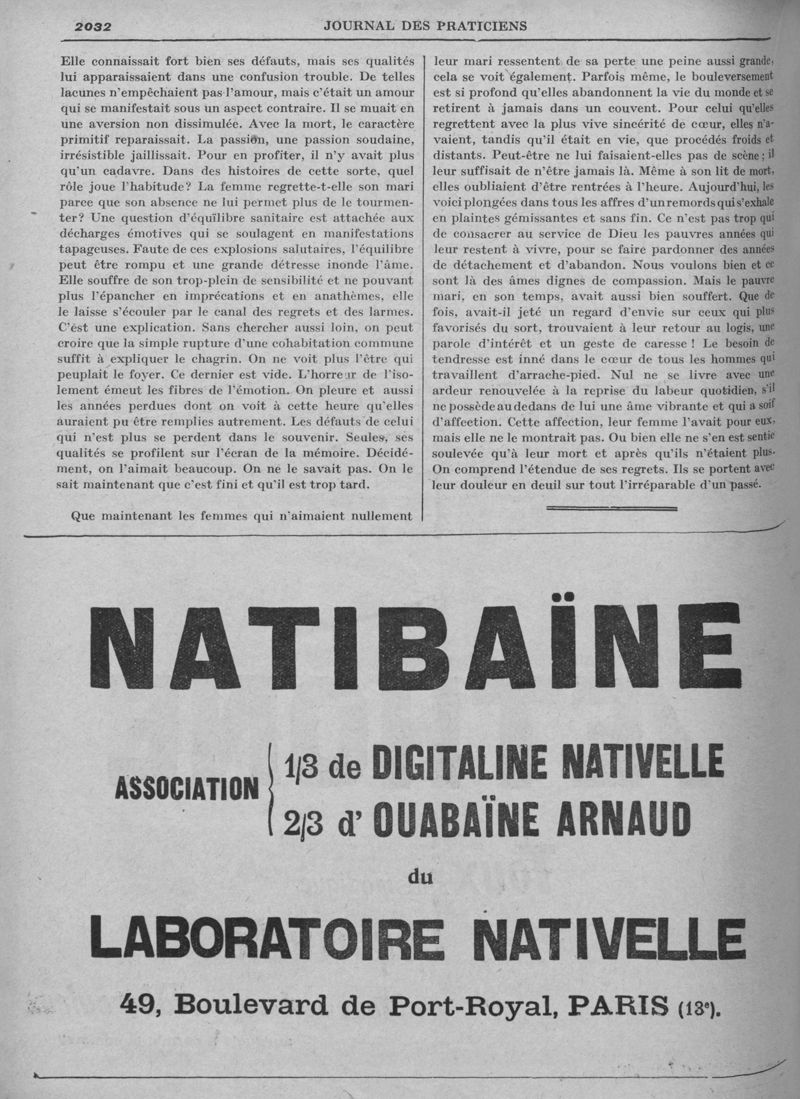 2032
JOURNAL DES PRATICIENS
Elle connaissait fort bien ses défauts, mais ses qualités
lui apparaissaient dans une confusion trouble. De telles
lacunes n'empêchaient pas l'amour, mais c'était un amour
qui se manifestait sous un aspect contraire. Il se muait en
une aversion non dissimulée. Avec la mort, le caractère
primitif reparaissait. La passion, une passion soudaine,
irrésistible jaillissait. Pour en profiter, il n'y avait plus
qu'un cadavre. Dans des histoires de cette sorte, quel
rôle joue l'habitude? La femme regrette-t-elle son mari
parce que son absence ne lui permet plus de le tourmen-
ter? Une question d'équilibre sanitaire est attachée aux
décharges émotives qui se soulagent en manifestations
tapageuses. Faute de ces explosions salutaires, l'équilibre
peut être rompu et une grande détresse inonde l'âme.
Elle souffre de son trop-plein de sensibilité et ne pouvant
plus l'épancher en imprécations et en anathèmes, elle
le laisse s'écouler par le canal des regrets et des larmes.
C'est une explication. Sans chercher aussi loin, on peut
croire que la simple rupture d'une cohabitation commune
suffit à expliquer le chagrin. On ne voit plus l'être qui
peuplait le foyer. Ce dernier est vide. L'horreur de l'iso-
lement émeut les fibres de l'émotion. On pleure et aussi
les années perdues dont on voit à cette heure qu'elles
auraient pu être remplies autrement. Les défauts de celui
qui n'est plus se perdent dans le souvenir. Seules, ses
qualités se profilent sur l'écran de la mémoire. Décidé-
ment, on l'aimait beaucoup. On ne le savait pas. On le
sait maintenant que c'est fini et qu'il est trop tard.
Que maintenant les femmes qui n'aimaient nullement
leur mari ressentent de sa perte une peine aussi grande,
cela se voit également. Parfois même, le bouleversement
est si profond qu'elles abandonnent la vie du monde et se
retirent à jamais dans un couvent. Pour celui qu'elles
regrettent avec la plus vive sincérité de cœur, elles n'a-
vaient, tandis qu'il était en vie, que procédés froids et
distants. Peut-être ne lui faisaient-elles pas de scène; il
leur suffisait de n'être jamais là. Même à son lit de mort,
elles oubliaient d'être rentrées à l'heure. Aujourd'hui, les
voici plongées dans tous les affres d'un remords qui s'exhale
en plaintes gémissantes et sans fin. Ce n'est pas trop qui
de consacrer au service de Dieu les pauvres années qui
leur restent à vivre, pour se faire pardonner des années
de détachement et d'abandon. Nous voulons bien et ce
sont là des âmes dignes de compassion. Mais le pauvre
mari, en son temps, avait aussi bien souffert. Que de
fois, avait-il jeté un regard d'envie sur ceux qui plus
favorisés du sort, trouvaient à leur retour au logis, une
parole d'intérêt et un geste de caresse! Le besoin de
tendresse est inné dans le cœur de tous les hommes qui
travaillent d'arrache-pied. Nul ne se livre avec une
ardeur renouvelée à la reprise du labeur quotidien, s'il
ne possède au dedans de lui une âme vibrante et qui a soif
d'affection. Cette affection, leur femme l'avait pour eux,
mais elle ne le montrait pas. Ou bien elle ne s'en est sentie
soulevée qu'à leur mort et après qu'ils n'étaient plus.
On comprend l'étendue de ses regrets. Ils se portent avec
leur douleur en deuil sur tout l'irréparable d'un passé.
NATIBAÏNE
ASSOCIATION
1/3 de DIGITALINE NATIVELLE
2/3 d' OUABAÏNE ARNAUD
du
LABORATOIRE NATIVELLE
49, Boulevard de Port-Royal, PARIS (13e).